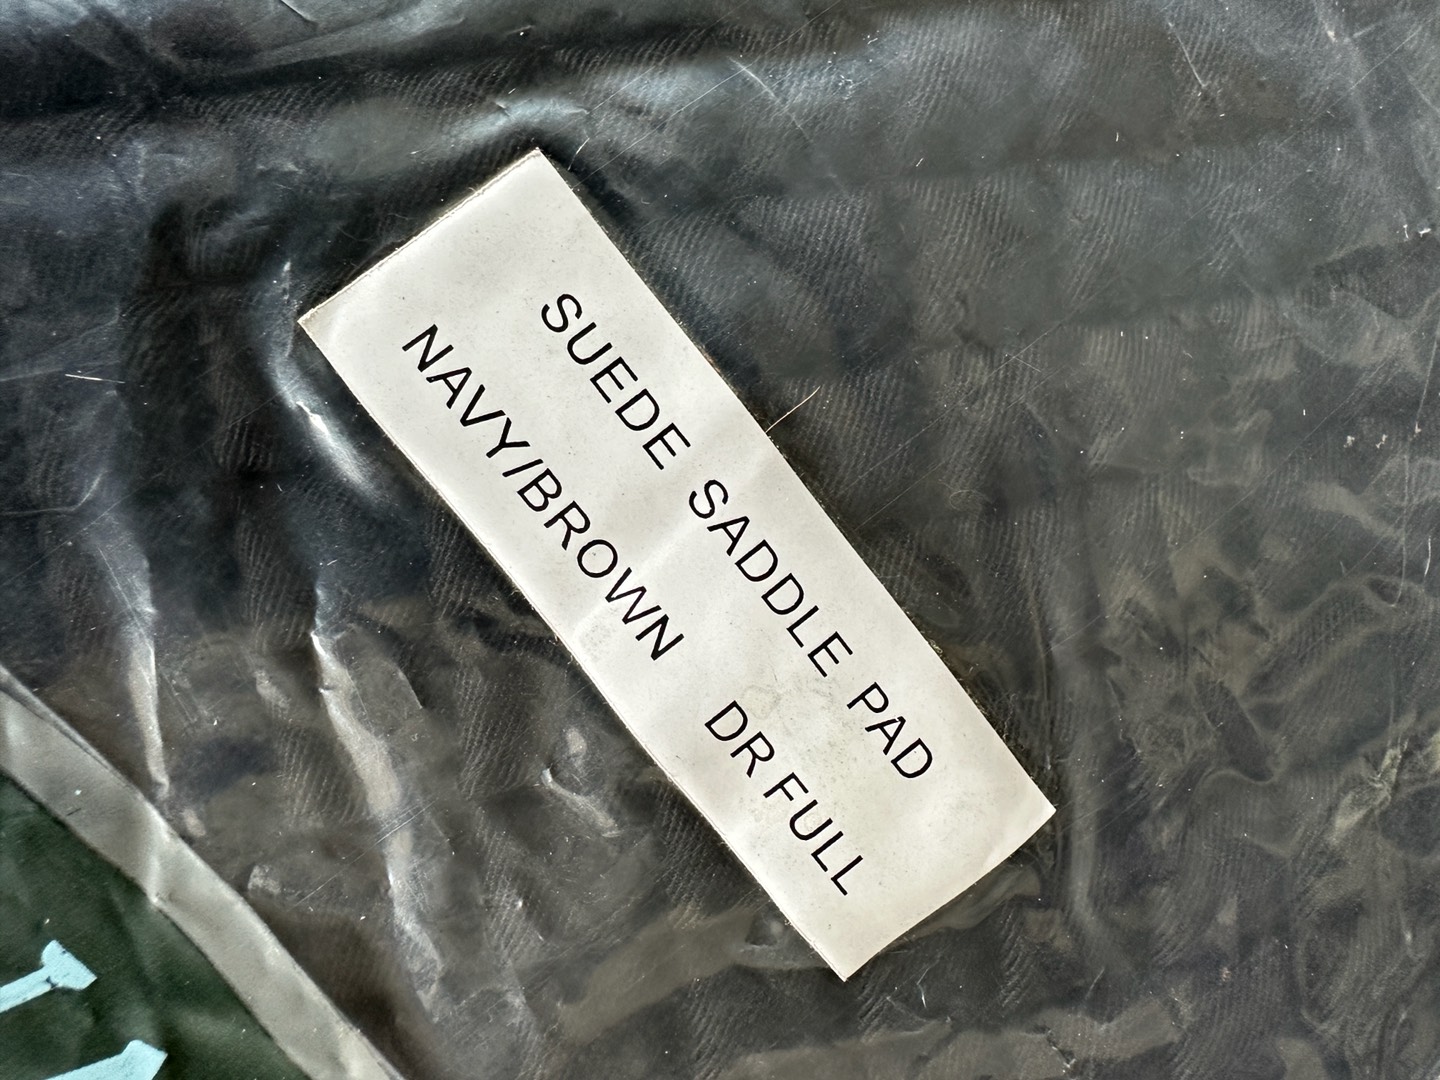 SUEDE SADDLE PAD
NAVY/BROWN DR FULL